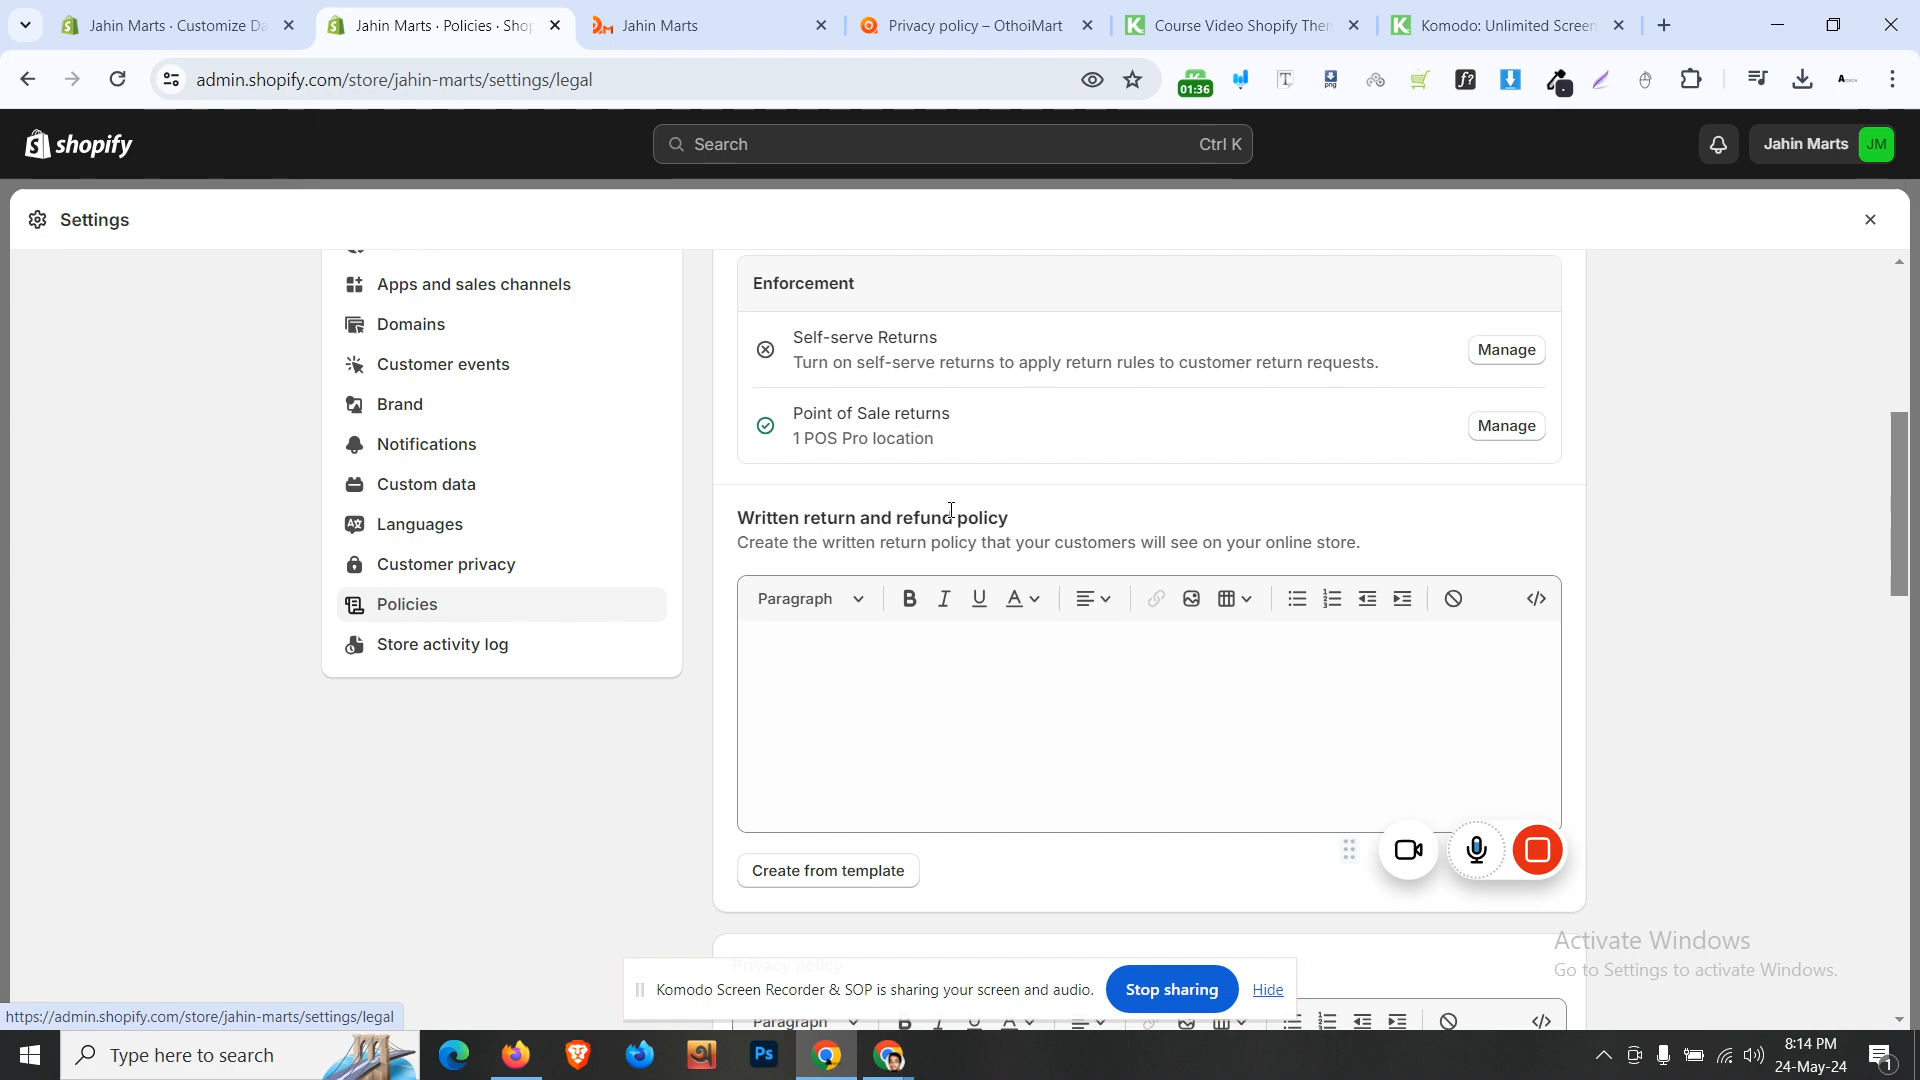 Jahin Marts · Customize Da
Jahin Marts · Policies · Shop
Jahin Marts
Privacy policy – OthoiMart
Course Video Shopify Then
Komodo: Unlimited Screen
admin.shopify.com/store/jahin-marts/settings/legal
01:36
shopify
Search
Ctrl K
Jahin Marts
JM
Settings
Apps and sales channels
Domains
Customer events
Brand
Notifications
Custom data
Languages
Customer privacy
Policies
Store activity log
Enforcement
Self-serve Returns
Turn on self-serve returns to apply return rules to customer return requests.
Manage
Point of Sale returns
1 POS Pro location
Manage
Written return and refund policy
Create the written return policy that your customers will see on your online store.
Paragraph
Create from template
Privacy policy
Paragraph
Activate Windows
Go to Settings to activate Windows.
Komodo Screen Recorder & SOP is sharing your screen and audio.
Stop sharing
Hide
https://admin.shopify.com/store/jahin-marts/settings/legal
Type here to search
Ps
8:14 PM
24-May-24
1